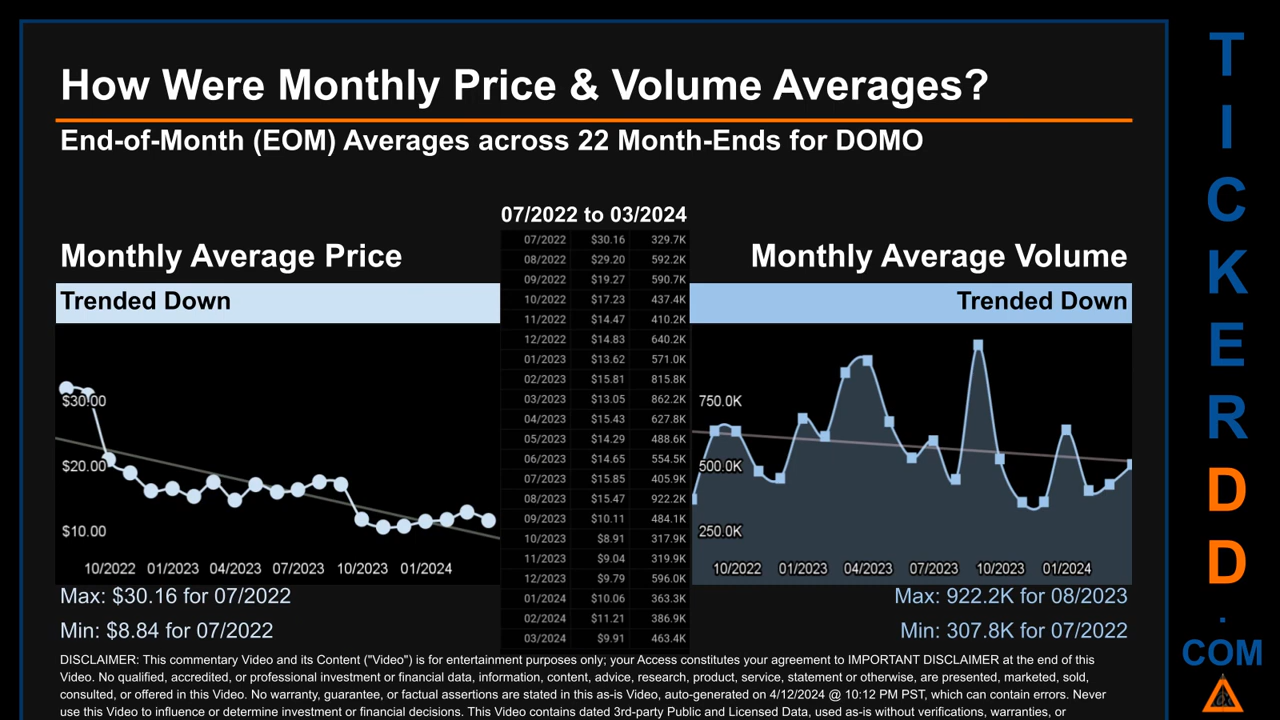 How Were Monthly Price & Volume Averages?
End-of-Month (EOM) Averages across 22 Month-Ends for DOMO
07/2022 to 03/2024
Monthly Average Price
Monthly Average Volume
Trended Down
Trended Down
07/2022 $30.16 329.7K
08/2022 $29.20 592.2K
09/2022 $19.27 590.7K
10/2022 $17.23 437.4K
11/2022 $14.47 410.2K
12/2022 $14.83 640.2K
01/2023 $13.62 571.0K
02/2023 $15.81 815.8K
03/2023 $13.05 862.2K
04/2023 $15.43 627.8K
05/2023 $14.29 488.6K
06/2023 $14.65 554.5K
07/2023 $15.85 405.9K
08/2023 $15.47 922.2K
09/2023 $10.11 484.1K
10/2023 $8.91 317.9K
11/2023 $9.04 319.9K
12/2023 $9.79 596.0K
01/2024 $10.06 363.3K
02/2024 $11.21 386.9K
03/2024 $9.91 463.4K
$30.00
$20.00
$10.00
10/2022 01/2023 04/2023 07/2023 10/2023 01/2024
750.0K
500.0K
250.0K
10/2022 01/2023 04/2023 07/2023 10/2023 01/2024
Max: $30.16 for 07/2022
Min: $8.84 for 07/2022
Max: 922.2K for 08/2023
Min: 307.8K for 07/2022
DISCLAIMER: This commentary Video and its Content ("Video") is for entertainment purposes only; your Access constitutes your agreement to IMPORTANT DISCLAIMER at the end of this
Video. No qualified, accredited, or professional investment or financial data, information, content, advice, research, product, service, statement or otherwise, are presented, marketed, sold,
consulted, or offered in this Video. No warranty, guarantee, or factual assertions are stated in this as-is Video, auto-generated on 4/12/2024 @ 10:12 PM PST, which can contain errors. Never
use this Video to influence or determine investment or financial decisions. This Video contains dated 3rd-party Public and Licensed Data, used as-is without verifications, warranties, or
T
I
C
K
E
R
D
D
.
COM